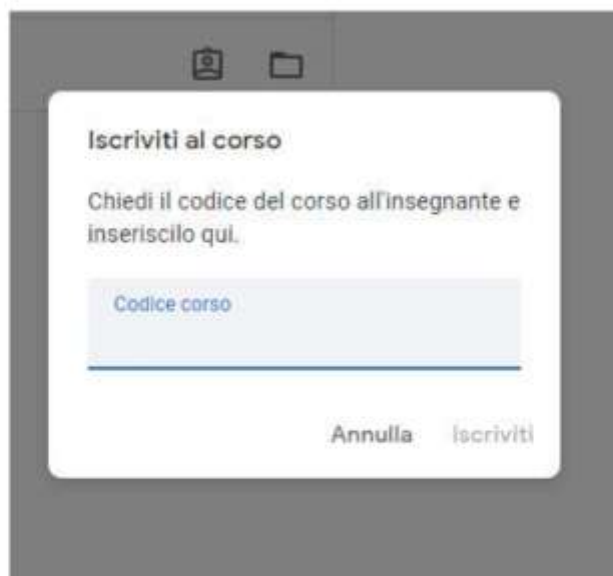 Iscriviti al corso
Chiedi il codice del corso all'insegnante e
inseriscilo qui.
Codice corso
Annulla Iscriviti